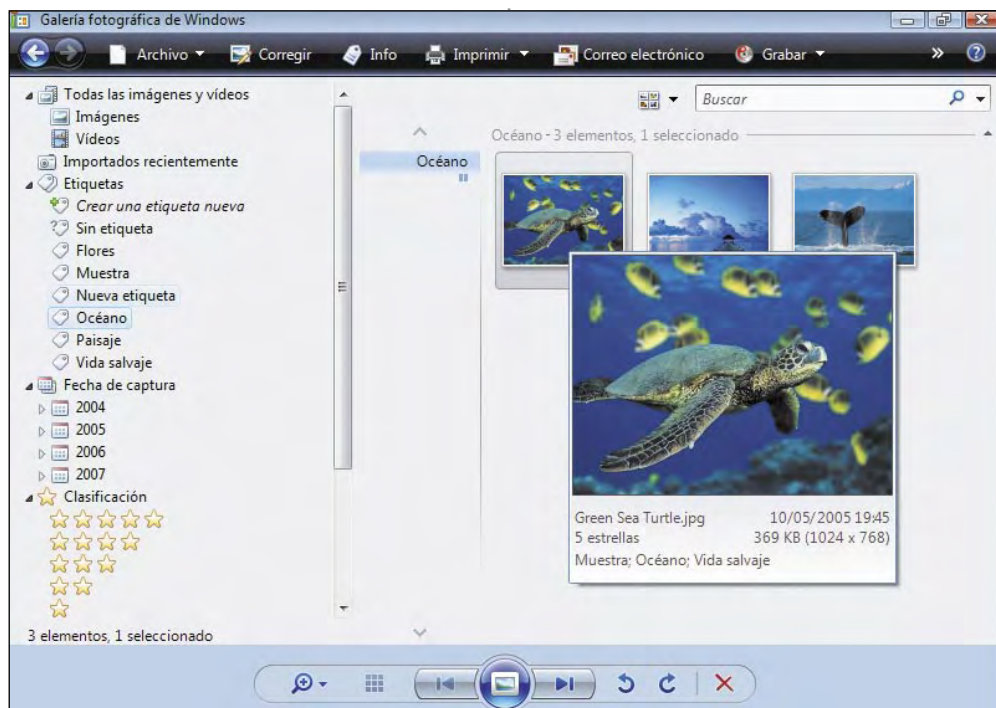 Galería fotográfica de Windows
Archivo Corregir Info Imprimir Correo electrónico Grabar »
Todas las imágenes y vídeos
Imágenes
Vídeos
Importados recientemente
Etiquetas
Crear una etiqueta nueva
Sin etiqueta
Flores
Muestra
Nueva etiqueta
Océano
Paisaje
Vida salvaje
Fecha de captura
2004
2005
2006
2007
Clasificación
3 elementos, 1 seleccionado
Buscar
Océano - 3 elementos, 1 seleccionado
Océano
Green Sea Turtle.jpg 10/05/2005 19:45
5 estrellas 369 KB (1024 x 768)
Muestra; Océano; Vida salvaje